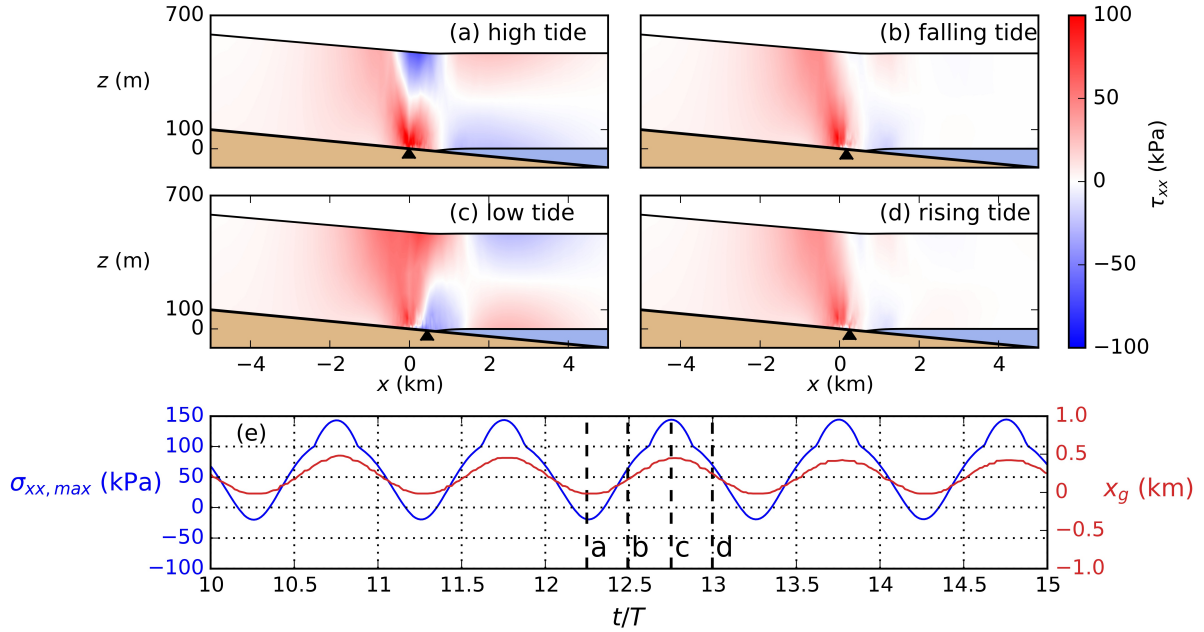 700
(a) high tide
(b) falling tide
100
z (m)
50
100
0
0
τxx (kPa)
700
(c) low tide
(d) rising tide
z (m)
−50
100
0
−100
−4 −2 0 2 4
−4 −2 0 2 4
x (km)
x (km)
150
(e)
1.0
100
0.5
σxx, max (kPa)
50
0
0
xg (km)
−50
−0.5
a b c d
−100
−1.0
10 10.5 11 11.5 12 12.5 13 13.5 14 14.5 15
t/T